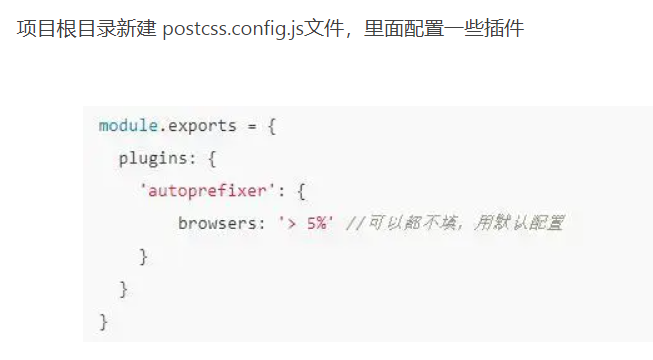 项目根目录新建 postcss.config.js文件，里面配置一些插件
module.exports = {
  plugins: {
    'autoprefixer': {
        browsers: '> 5%' //可以都不填，用默认配置
    }
  }
}